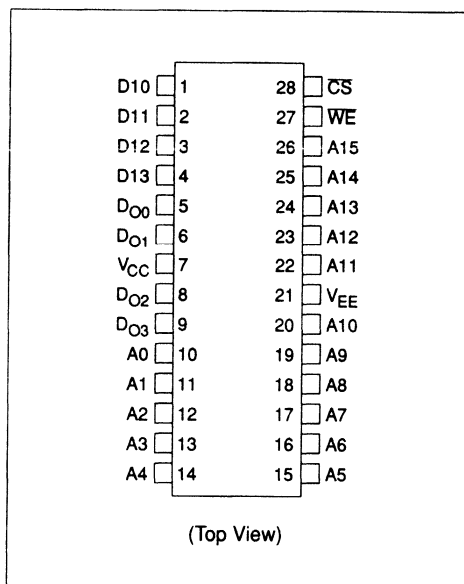 D10 1 28 C̅S̅
D11 2 27 W̅E̅
D12 3 26 A15
D13 4 25 A14
DO0 5 24 A13
DO1 6 23 A12
VCC 7 22 A11
DO2 8 21 VEE
DO3 9 20 A10
A0 10 19 A9
A1 11 18 A8
A2 12 17 A7
A3 13 16 A6
A4 14 15 A5
(Top View)